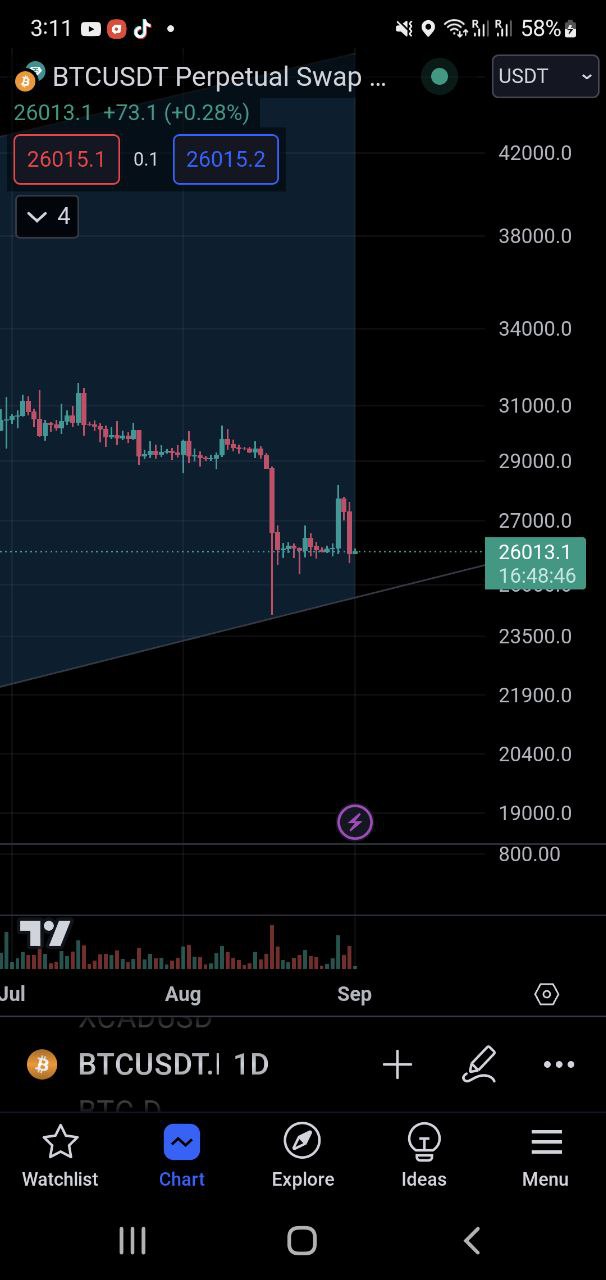 3:11 58%
BTCUSDT Perpetual Swap ...
USDT
26013.1 +73.1 (+0.28%)
26015.1 0.1 26015.2
4
42000.0
38000.0
34000.0
31000.0
29000.0
27000.0
26013.1
16:48:46
23500.0
21900.0
20400.0
19000.0
800.00
Jul Aug Sep
XCADUSD
BTCUSDT. 1D
BTC.D
Watchlist Chart Explore Ideas Menu